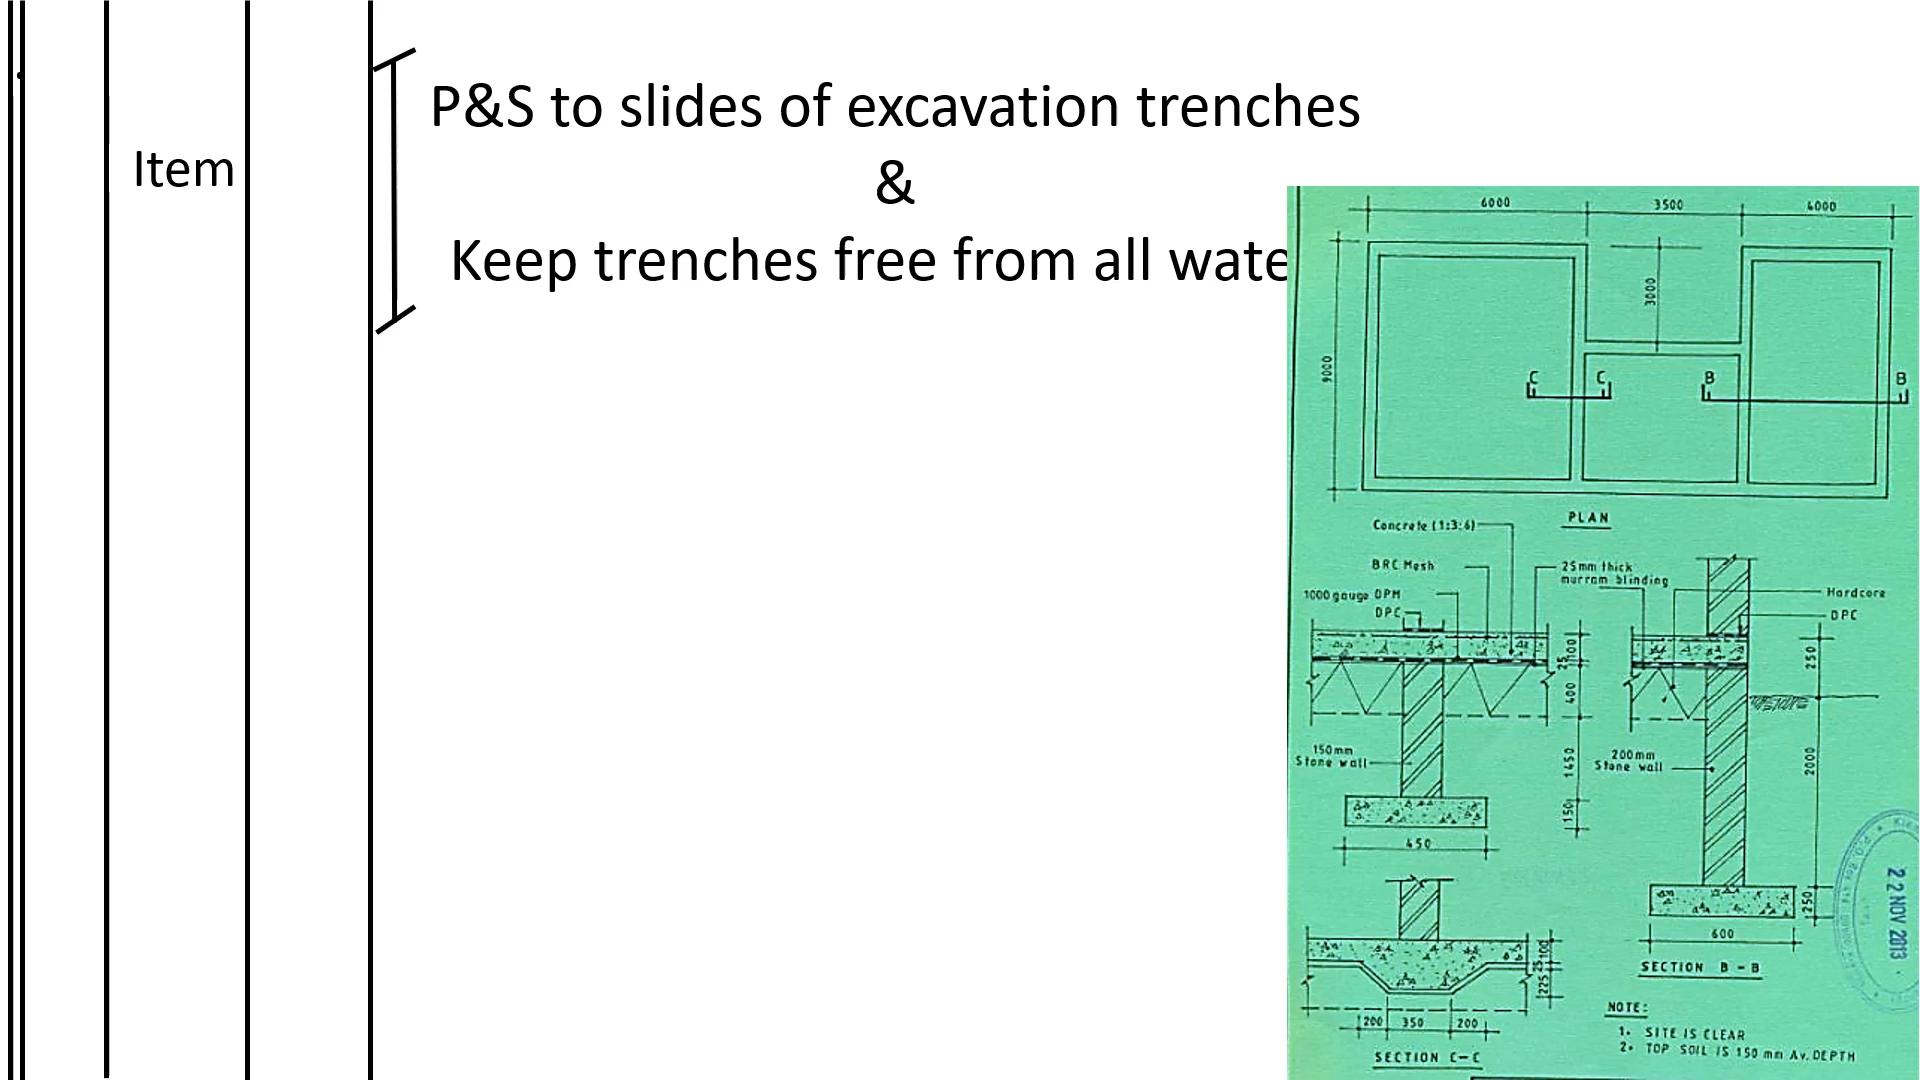 P&S to slides of excavation trenches
Item
&
Keep trenches free from all wate
6000
3500
4000
3000
9000
C
C
B
B
PLAN
Concrete (1:3:6)
BRC Mesh
25mm thick
murram blinding
Hardcore
1000 gauge DPM
DPC
DPC
100
25
400
250
150mm
Stone wall
1450
200mm
Stone wall
2000
150
450
250
600
SECTION B-B
100
25
225
200
350
200
SECTION C-C
NOTE:
1. SITE IS CLEAR
2. TOP SOIL IS 150 mm Av. DEPTH
22 NOV 2013